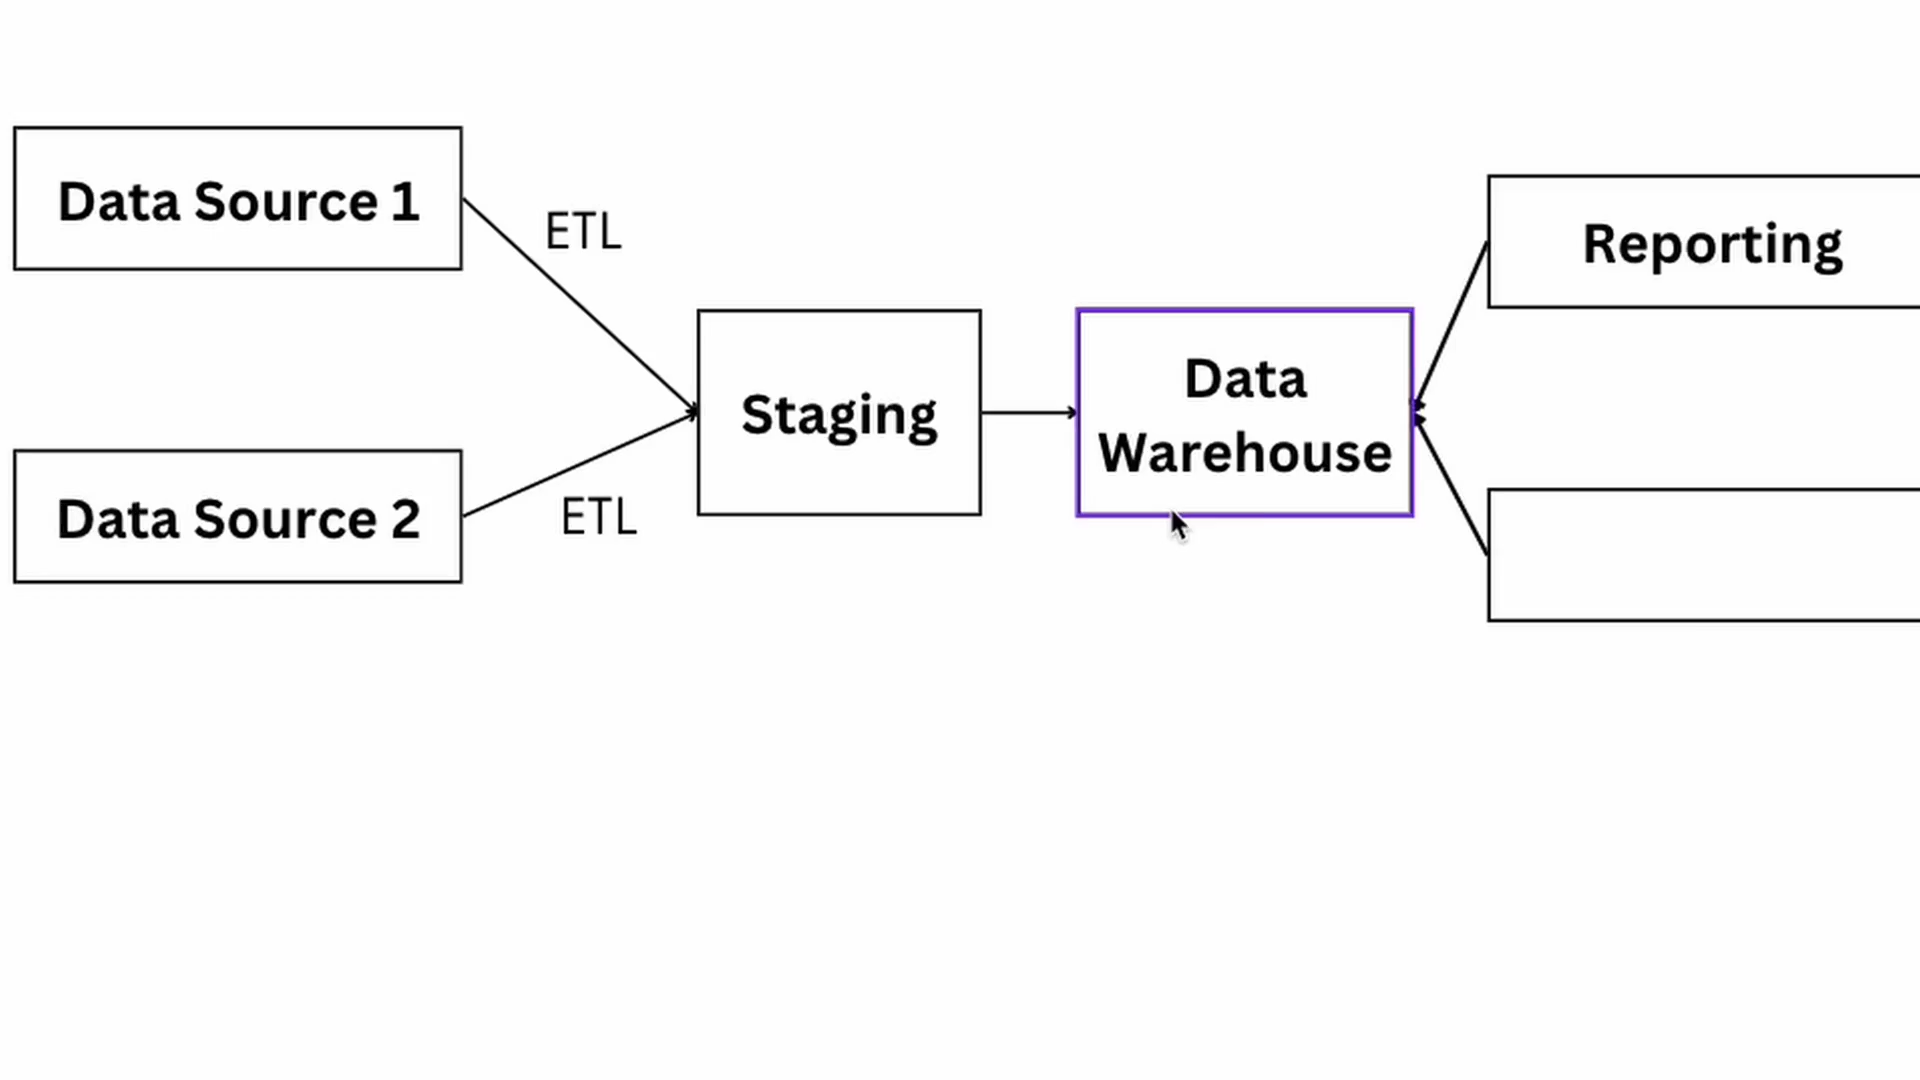 Data Source 1
ETL
Reporting
Staging
Data
Warehouse
Data Source 2
ETL